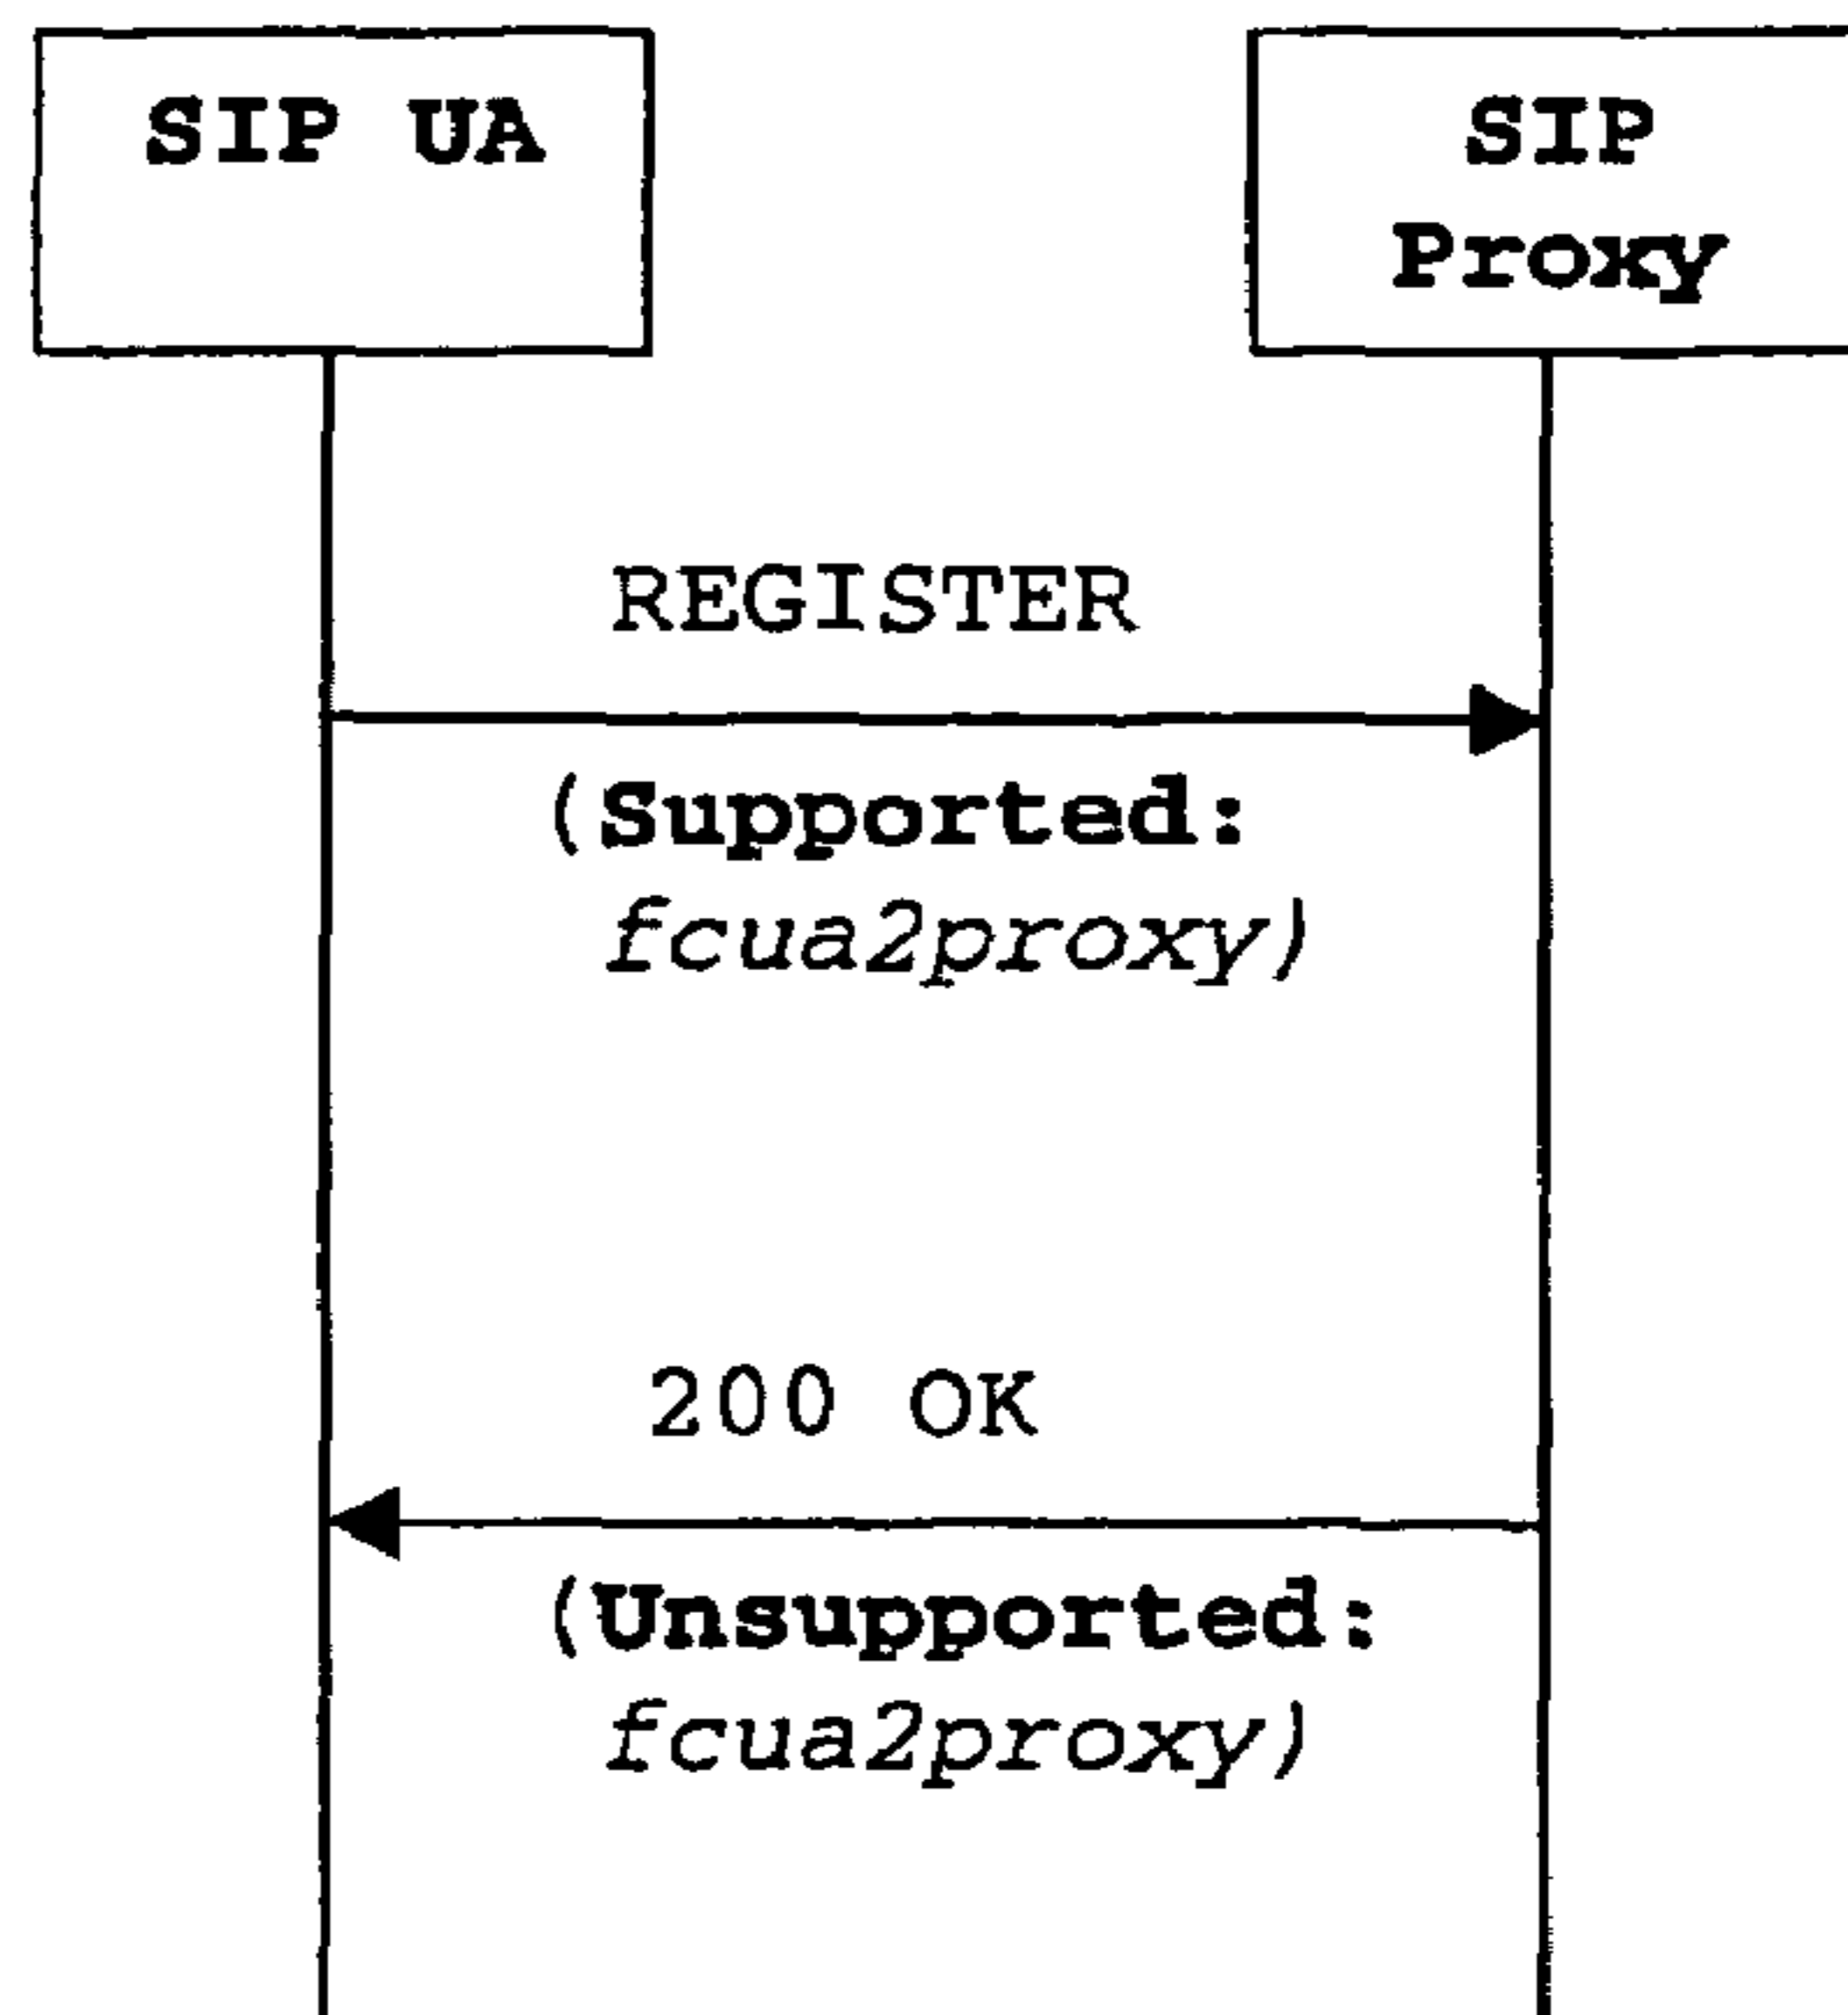 SIP UA
SIP
Proxy
REGISTER
(Supported:
fcua2proxy)
200 OK
(Unsupported:
fcua2proxy)